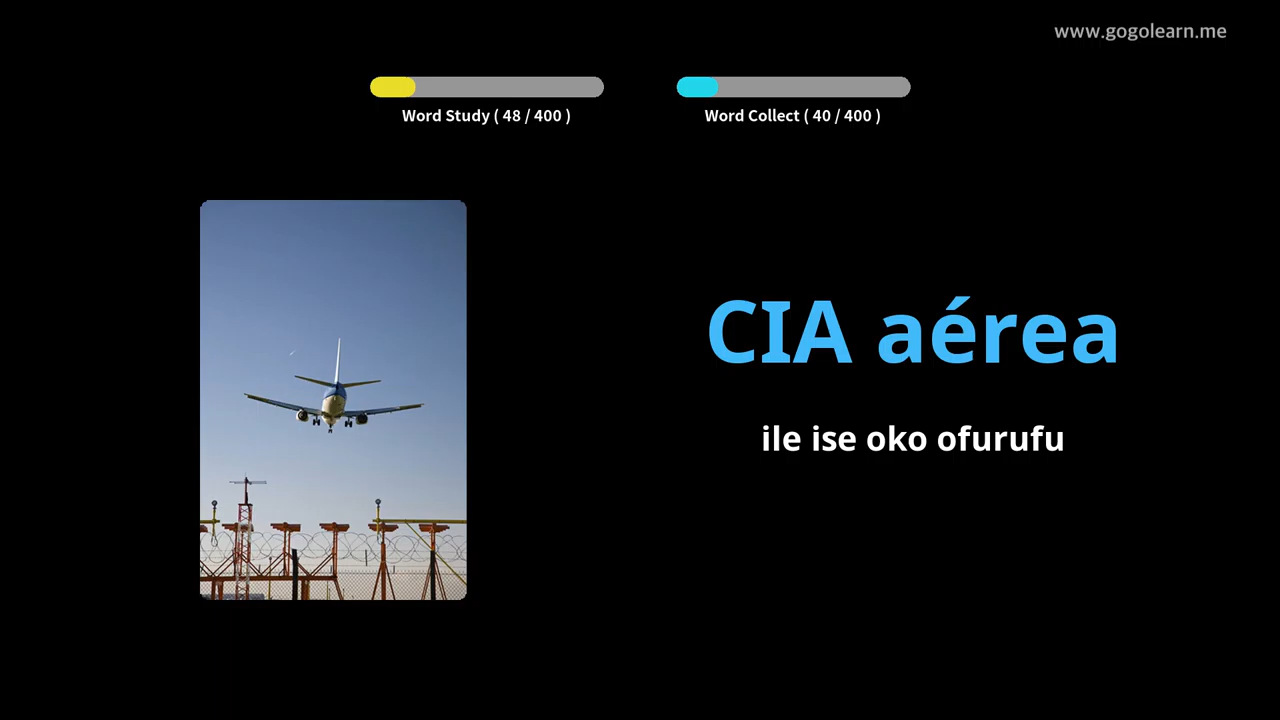 www.gogolearn.me
Word Study ( 48 / 400 )
Word Collect ( 40 / 400 )
CIA aérea
ile ise oko ofurufu